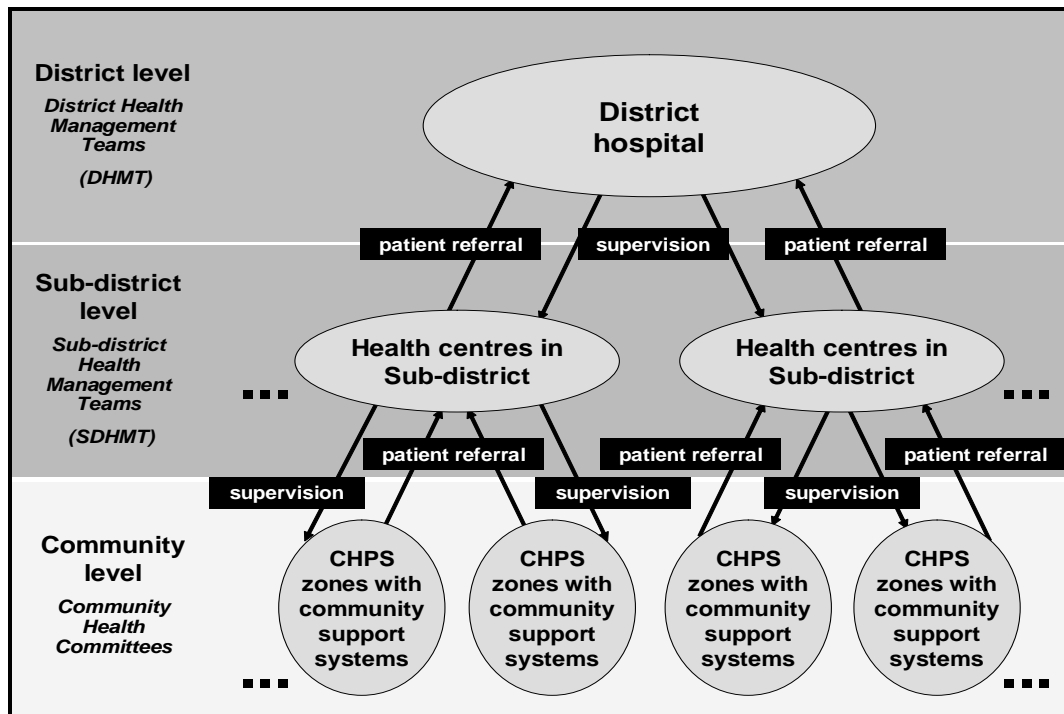 District level
District Health
Management
Teams
(DHMT)
District
hospital
patient referral
supervision
patient referral
Sub-district
level
Sub-district
Health
Management
Teams
(SDHMT)
Health centres in
Sub-district
Health centres in
Sub-district
patient referral
patient referral
patient referral
supervision
supervision
supervision
Community
level
Community
Health
Committees
CHPS
zones with
community
support
systems
CHPS
zones with
community
support
systems
CHPS
zones with
community
support
systems
CHPS
zones with
community
support
systems